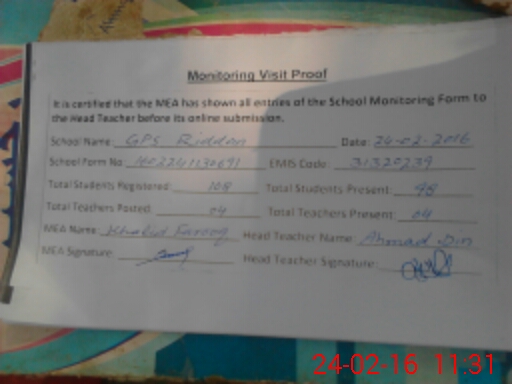 Monitoring Visit Proof
It is certified that the MEA has shown all entries of the School Monitoring Form to
the Head Teacher before its online submission.
School Name: GPS Riddan Date: 24-02-2016
School Form No EMIS Code: 31320239
Total Students Registered: 108 Total Students Present: 98
Total Teachers Posted: 04 Total Teachers Present: 04
MEA Name: Khalid Farooq Head Teacher Name: Ahmad Din
MEA Signature: Head Teacher Signature:
24-02-16 11:31